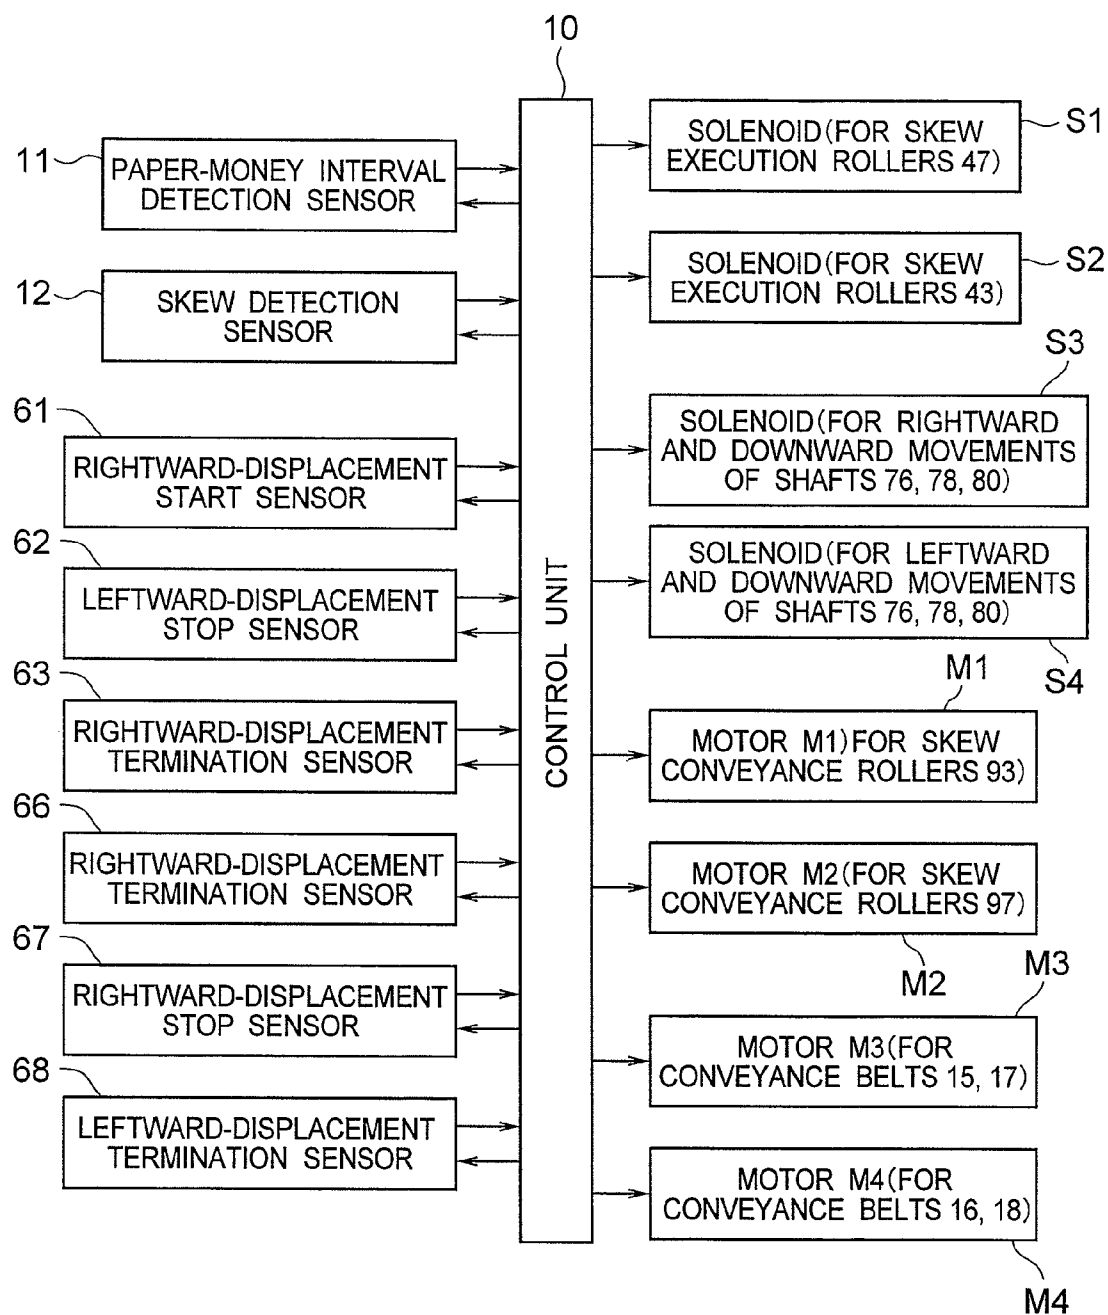 10
11
PAPER-MONEY INTERVAL
DETECTION SENSOR
12
SKEW DETECTION
SENSOR
61
RIGHTWARD-DISPLACEMENT
START SENSOR
62
LEFTWARD-DISPLACEMENT
STOP SENSOR
63
RIGHTWARD-DISPLACEMENT
TERMINATION SENSOR
66
RIGHTWARD-DISPLACEMENT
TERMINATION SENSOR
67
RIGHTWARD-DISPLACEMENT
STOP SENSOR
68
LEFTWARD-DISPLACEMENT
TERMINATION SENSOR
CONTROL UNIT
S1
SOLENOID(FOR SKEW
EXECUTION ROLLERS 47)
S2
SOLENOID(FOR SKEW
EXECUTION ROLLERS 43)
S3
SOLENOID(FOR RIGHTWARD
AND DOWNWARD MOVEMENTS
OF SHAFTS 76, 78, 80)
SOLENOID(FOR LEFTWARD
AND DOWNWARD MOVEMENTS
OF SHAFTS 76, 78, 80)
S4
M1
MOTOR M1)FOR SKEW
CONVEYANCE ROLLERS 93)
MOTOR M2(FOR SKEW
CONVEYANCE ROLLERS 97)
M2
M3
MOTOR M3(FOR
CONVEYANCE BELTS 15, 17)
MOTOR M4(FOR
CONVEYANCE BELTS 16, 18)
M4